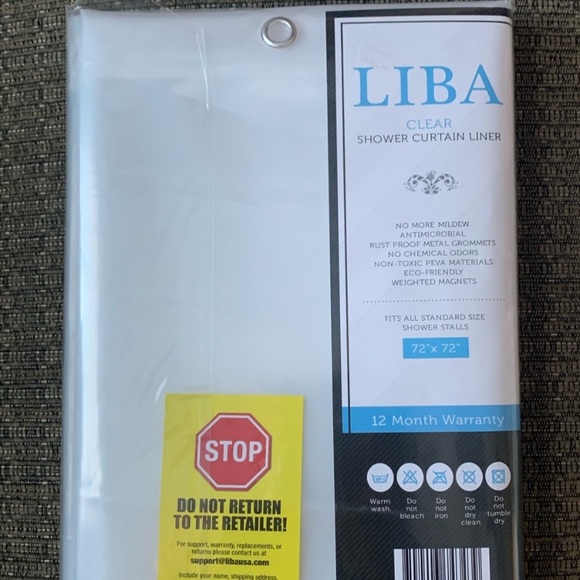 LIBA
CLEAR
SHOWER CURTAIN LINER
NO MORE MILDEW
ANTIMICROBIAL
RUST PROOF METAL GROMMETS
NO CHEMICAL ODORS
NON-TOXIC PEVA MATERIALS
ECO-FRIENDLY
WEIGHTED MAGNETS
FITS ALL STANDARD SIZE
SHOWER STALLS
72"x 72"
12 Month Warranty
Warm wash
Do not bleach
Do not iron
Do not dry clean
Do not tumble dry
STOP
DO NOT RETURN
TO THE RETAILER!
For support, warranty, replacements, or
returns please contact us at
support@libausa.com
Include your name, shipping address